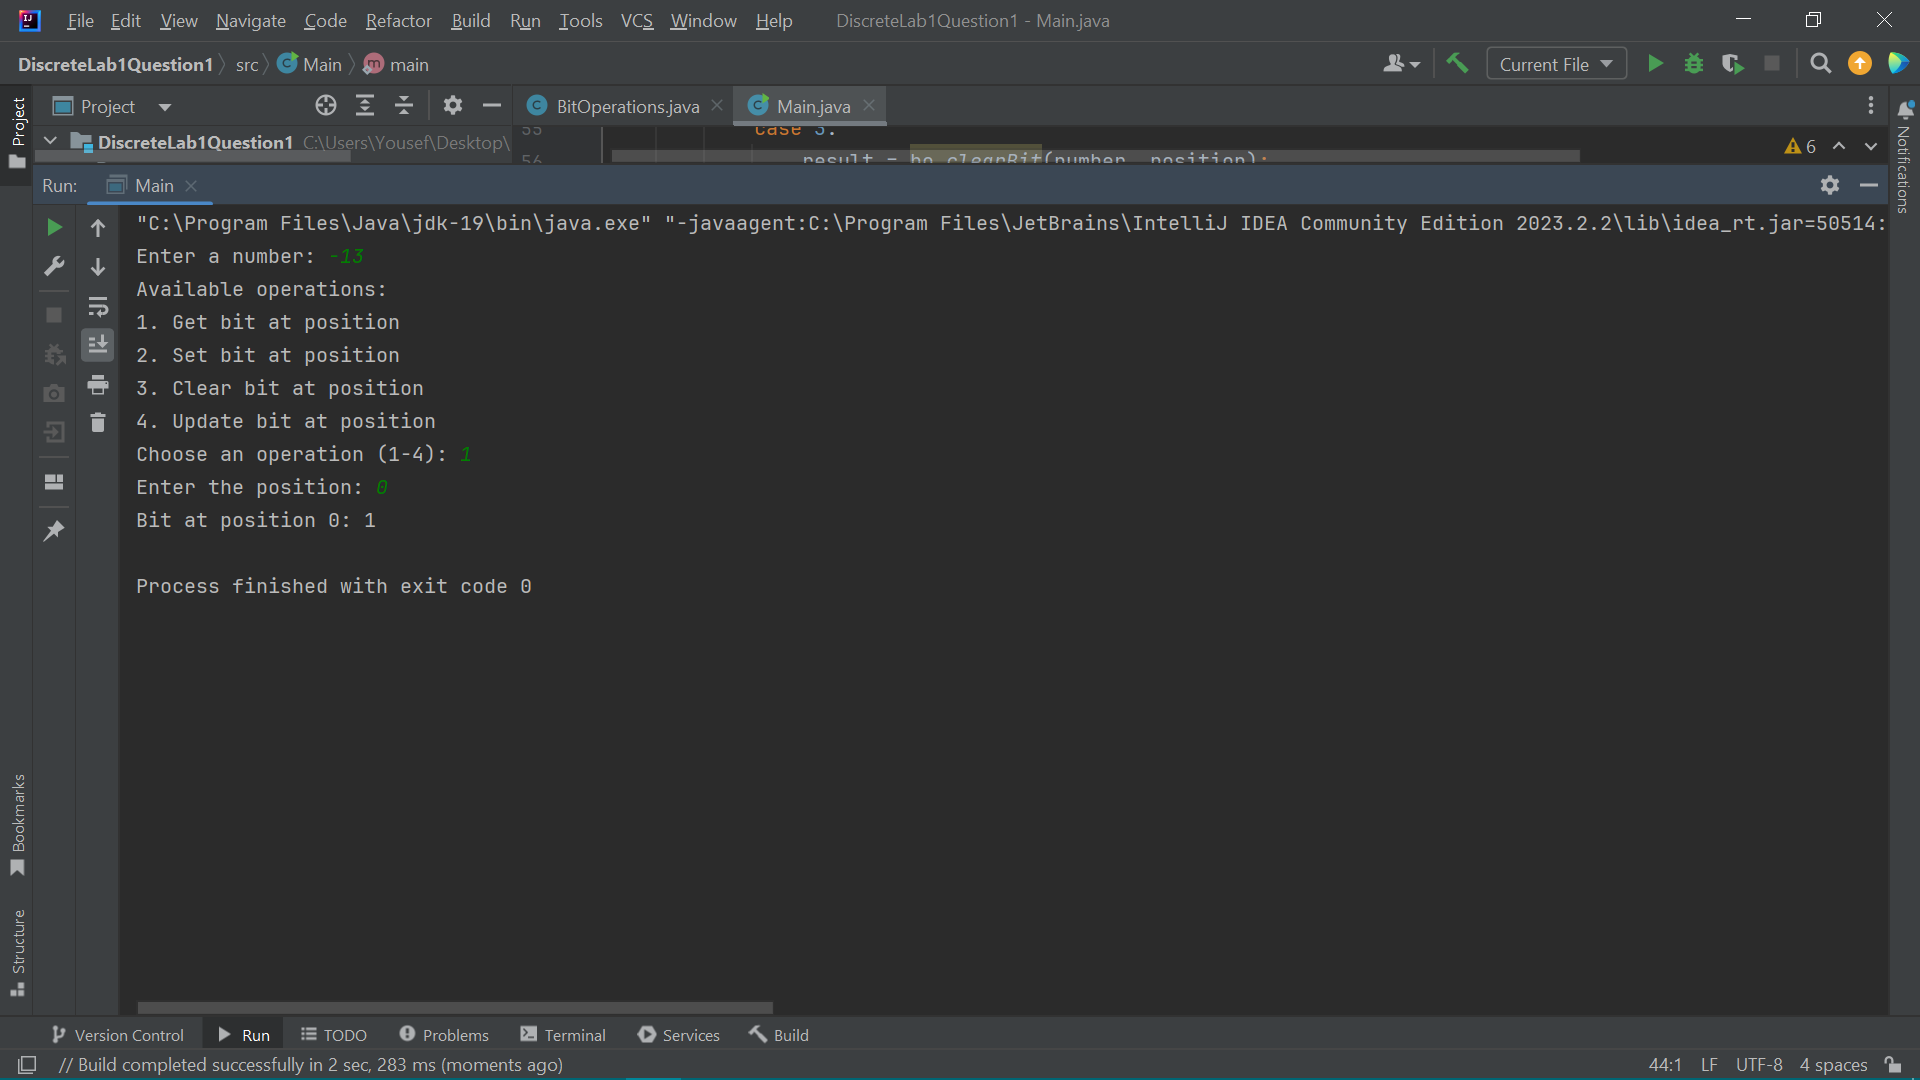 File Edit View Navigate Code Refactor Build Run Tools VCS Window Help DiscreteLab1Question1 - Main.java
DiscreteLab1Question1 src Main main Current File
Project
Project BitOperations.java Main.java
DiscreteLab1Question1 C:\Users\Yousef\Desktop\
55 case 3:
56 result = bo.clearBit(number, position);
6
Notifications
Run: Main
"C:\Program Files\Java\jdk-19\bin\java.exe" "-javaagent:C:\Program Files\JetBrains\IntelliJ IDEA Community Edition 2023.2.2\lib\idea_rt.jar=50514:
Enter a number: -13
Available operations:
1. Get bit at position
2. Set bit at position
3. Clear bit at position
4. Update bit at position
Choose an operation (1-4): 1
Enter the position: 0
Bit at position 0: 1
Process finished with exit code 0
Bookmarks
Structure
Version Control Run TODO Problems Terminal Services Build
// Build completed successfully in 2 sec, 283 ms (moments ago) 44:1 LF UTF-8 4 spaces